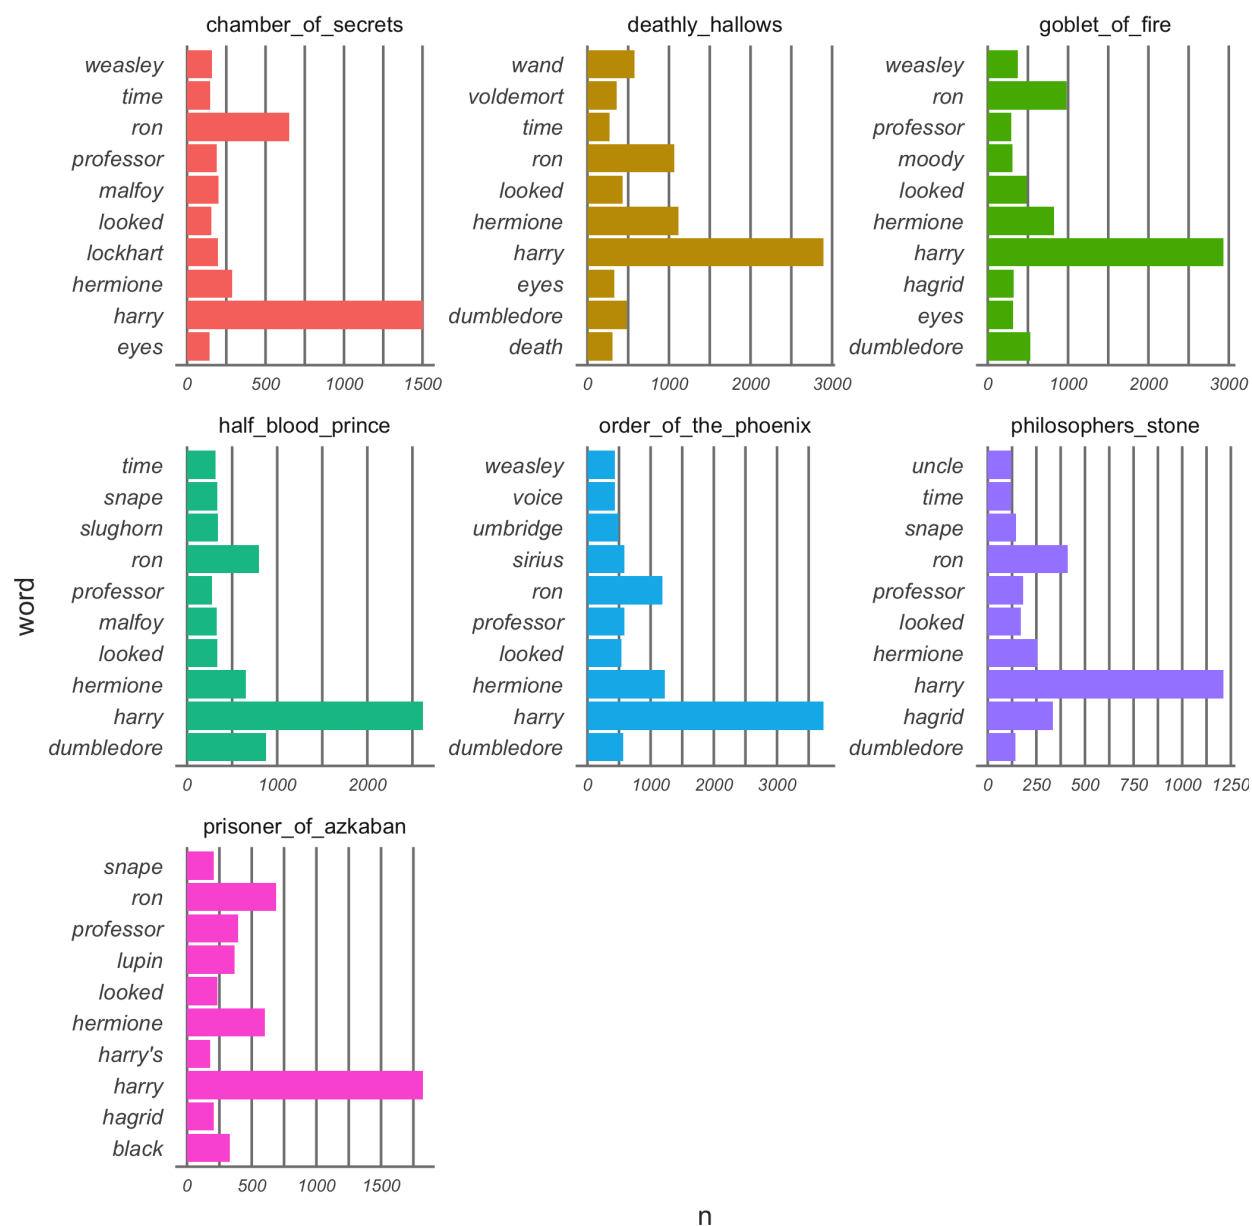 chamber_of_secrets
weasley
time
ron
professor
malfoy
looked
lockhart
hermione
harry
eyes
0 500 1000 1500
deathly_hallows
wand
voldemort
time
ron
looked
hermione
harry
eyes
dumbledore
death
0 1000 2000 3000
goblet_of_fire
weasley
ron
professor
moody
looked
hermione
harry
hagrid
eyes
dumbledore
0 1000 2000 3000
word
half_blood_prince
time
snape
slughorn
ron
professor
malfoy
looked
hermione
harry
dumbledore
0 1000 2000
order_of_the_phoenix
weasley
voice
umbridge
sirius
ron
professor
looked
hermione
harry
dumbledore
0 1000 2000 3000
philosophers_stone
uncle
time
snape
ron
professor
looked
hermione
harry
hagrid
dumbledore
0 250 500 750 1000 1250
prisoner_of_azkaban
snape
ron
professor
lupin
looked
hermione
harry's
harry
hagrid
black
0 500 1000 1500
n